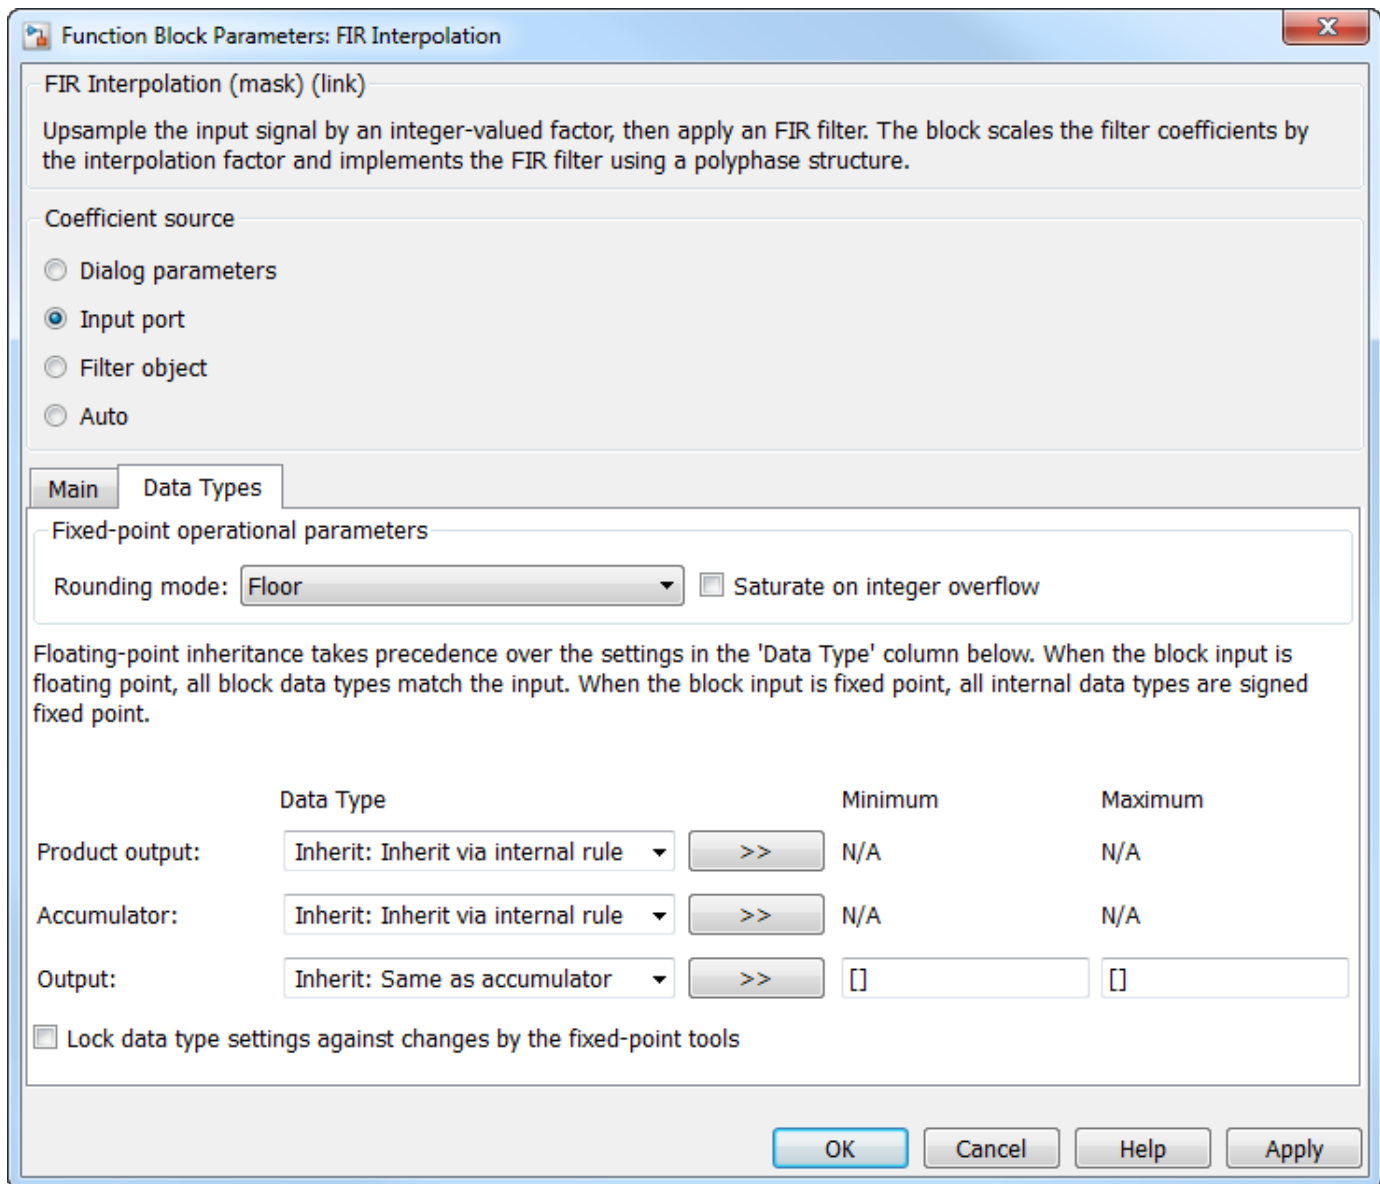 Function Block Parameters: FIR Interpolation
X
FIR Interpolation (mask) (link)
Upsample the input signal by an integer-valued factor, then apply an FIR filter. The block scales the filter coefficients by
the interpolation factor and implements the FIR filter using a polyphase structure.
Coefficient source
Dialog parameters
Input port
Filter object
Auto
Main Data Types
Fixed-point operational parameters
Rounding mode: Floor Saturate on integer overflow
Floating-point inheritance takes precedence over the settings in the 'Data Type' column below. When the block input is
floating point, all block data types match the input. When the block input is fixed point, all internal data types are signed
fixed point.
Data Type Minimum Maximum
Product output: Inherit: Inherit via internal rule >> N/A N/A
Accumulator: Inherit: Inherit via internal rule >> N/A N/A
Output: Inherit: Same as accumulator >> [] []
Lock data type settings against changes by the fixed-point tools
OK Cancel Help Apply